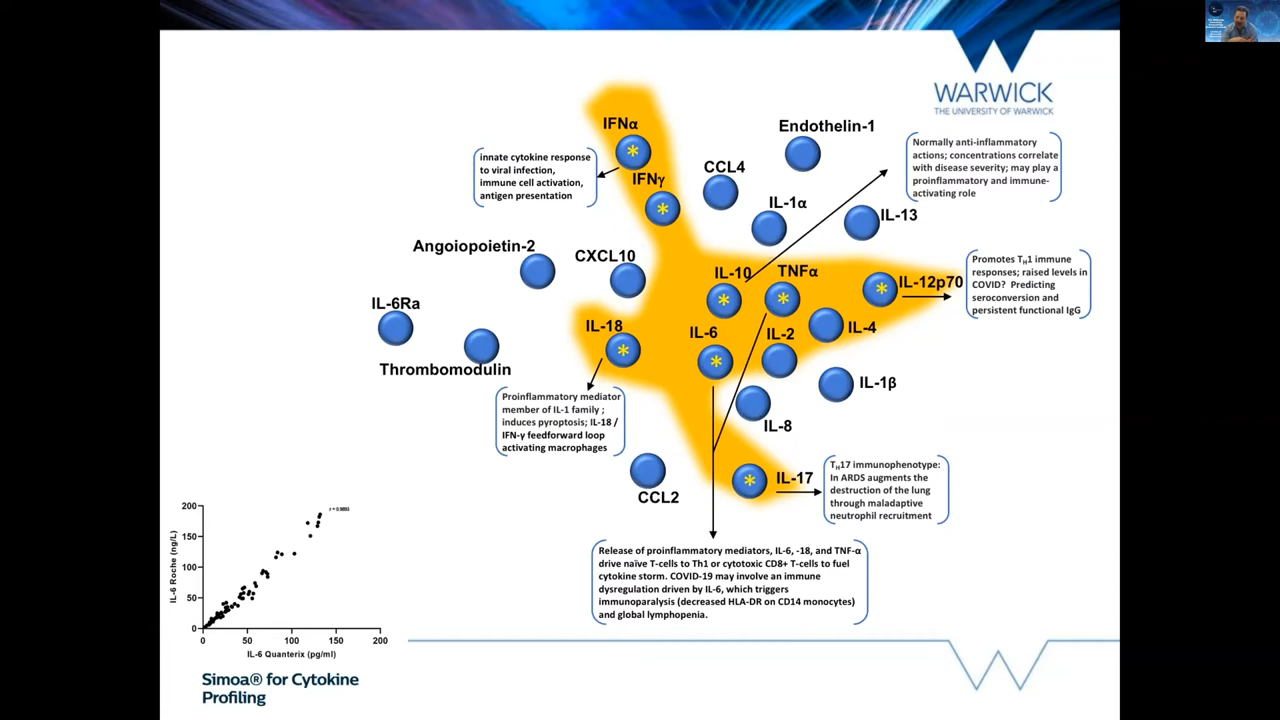 WARWICK
THE UNIVERSITY OF WARWICK
IFNα
*
IFNγ
*
innate cytokine response
to viral infection,
immune cell activation,
antigen presentation
Endothelin-1
CCL4
IL-1α
IL-13
Normally anti-inflammatory
actions; concentrations correlate
with disease severity; may play a
proinflammatory and immune-
activating role
Angoiopoietin-2
CXCL10
IL-10
*
TNFα
*
IL-12p70
*
Promotes TH1 immune
responses; raised levels in
COVID? Predicting
seroconversion and
persistent functional IgG
IL-6Ra
Thrombomodulin
IL-18
*
IL-6
*
IL-2
IL-4
IL-1β
IL-8
Proinflammatory mediator
member of IL-1 family ;
induces pyroptosis; IL-18 /
IFN-γ feedforward loop
activating macrophages
CCL2
IL-17
*
TH17 immunophenotype:
In ARDS augments the
destruction of the lung
through maladaptive
neutrophil recruitment
Release of proinflammatory mediators, IL-6, -18, and TNF-α
drive naïve T-cells to Th1 or cytotoxic CD8+ T-cells to fuel
cytokine storm. COVID-19 may involve an immune
dysregulation driven by IL-6, which triggers
immunoparalysis (decreased HLA-DR on CD14 monocytes)
and global lymphopenia.
IL-6 Roche (ng/L)
200
150
100
50
0
0 50 100 150 200
IL-6 Quanterix (pg/ml)
Simoa® for Cytokine
Profiling